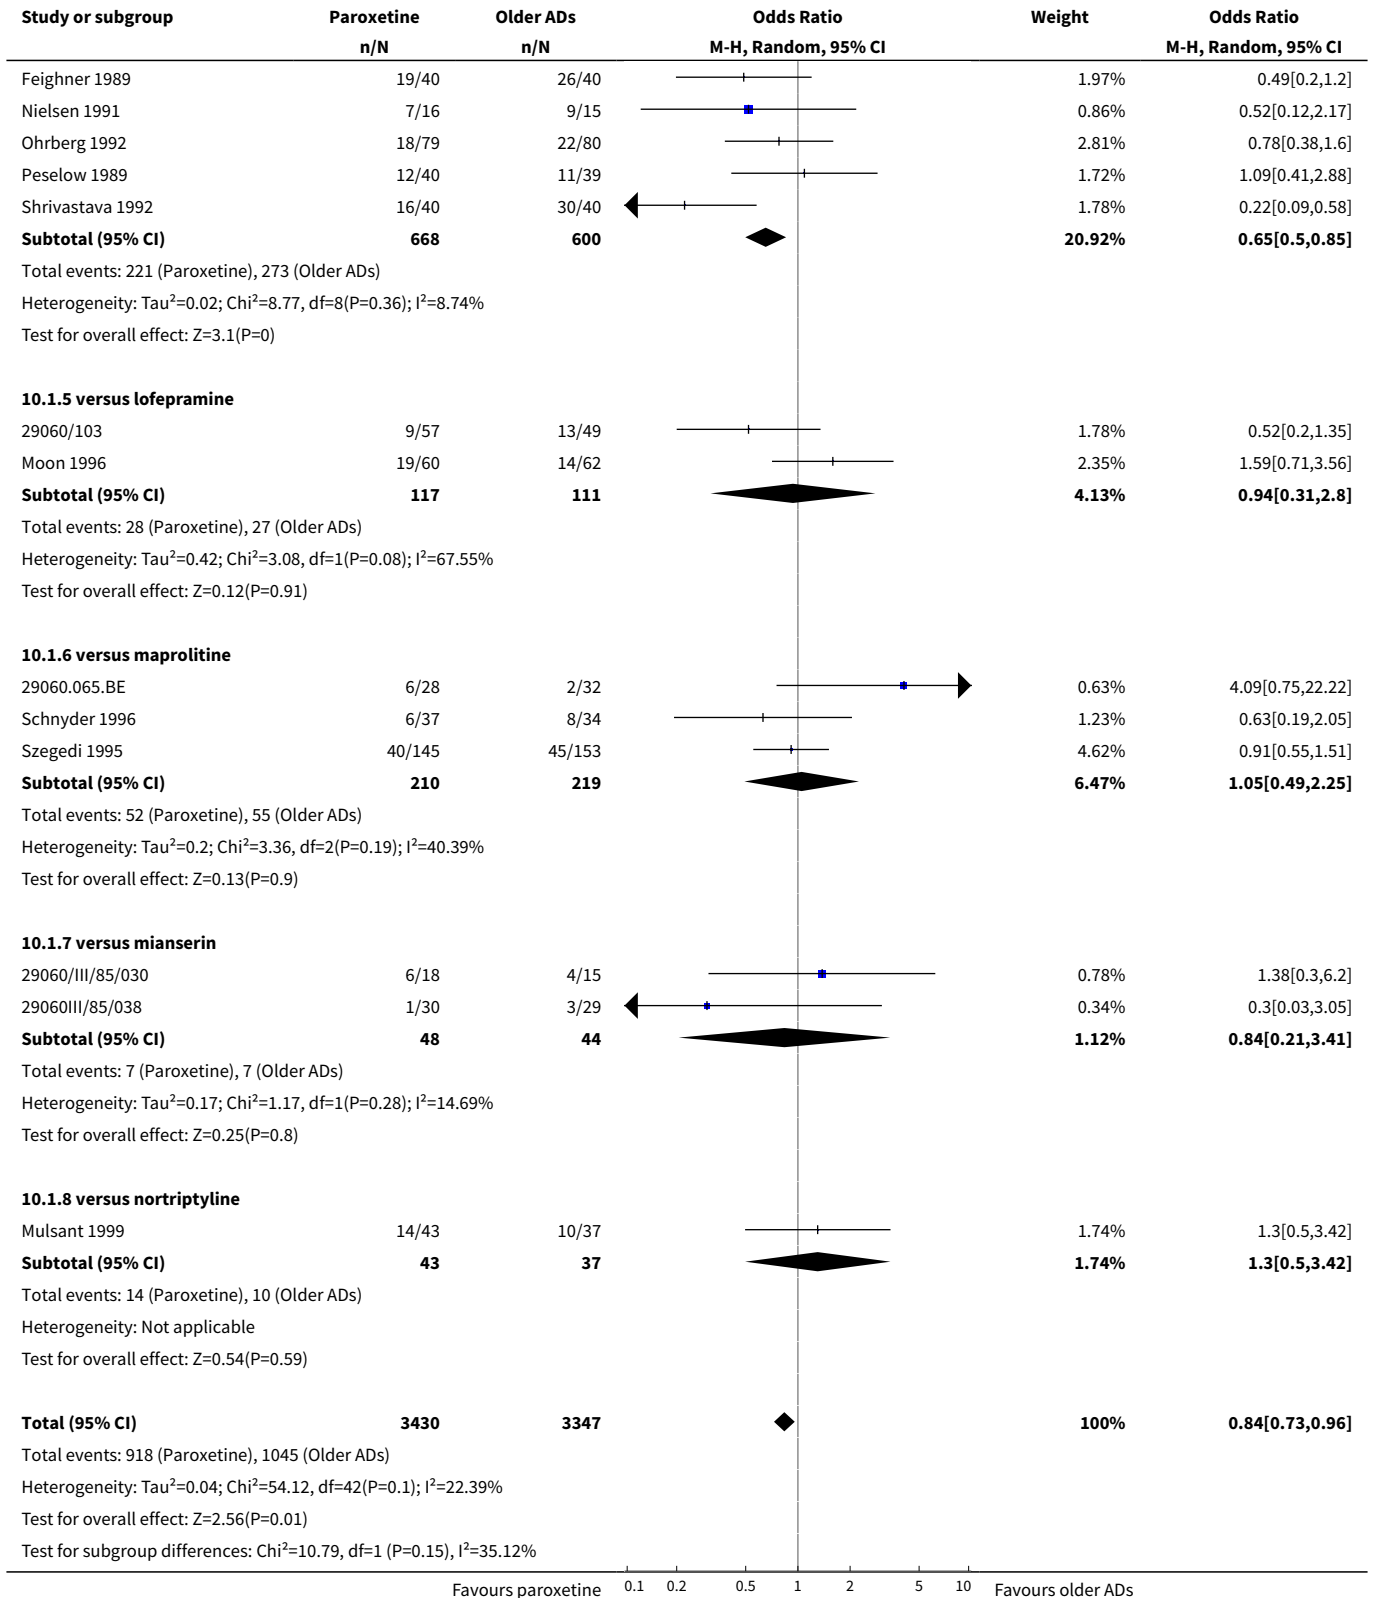 Study or subgroup Paroxetine Older ADs Odds Ratio Weight Odds Ratio
n/N n/N M-H, Random, 95% CI M-H, Random, 95% CI
Feighner 1989 19/40 26/40 1.97% 0.49[0.2,1.2]
Nielsen 1991 7/16 9/15 0.86% 0.52[0.12,2.17]
Ohrberg 1992 18/79 22/80 2.81% 0.78[0.38,1.6]
Peselow 1989 12/40 11/39 1.72% 1.09[0.41,2.88]
Shrivastava 1992 16/40 30/40 1.78% 0.22[0.09,0.58]
Subtotal (95% CI) 668 600 20.92% 0.65[0.5,0.85]
Total events: 221 (Paroxetine), 273 (Older ADs)
Heterogeneity: Tau²=0.02; Chi²=8.77, df=8(P=0.36); I²=8.74%
Test for overall effect: Z=3.1(P=0)
10.1.5 versus lofepramine
29060/103 9/57 13/49 1.78% 0.52[0.2,1.35]
Moon 1996 19/60 14/62 2.35% 1.59[0.71,3.56]
Subtotal (95% CI) 117 111 4.13% 0.94[0.31,2.8]
Total events: 28 (Paroxetine), 27 (Older ADs)
Heterogeneity: Tau²=0.42; Chi²=3.08, df=1(P=0.08); I²=67.55%
Test for overall effect: Z=0.12(P=0.91)
10.1.6 versus maprolitine
29060.065.BE 6/28 2/32 0.63% 4.09[0.75,22.22]
Schnyder 1996 6/37 8/34 1.23% 0.63[0.19,2.05]
Szegedi 1995 40/145 45/153 4.62% 0.91[0.55,1.51]
Subtotal (95% CI) 210 219 6.47% 1.05[0.49,2.25]
Total events: 52 (Paroxetine), 55 (Older ADs)
Heterogeneity: Tau²=0.2; Chi²=3.36, df=2(P=0.19); I²=40.39%
Test for overall effect: Z=0.13(P=0.9)
10.1.7 versus mianserin
29060/III/85/030 6/18 4/15 0.78% 1.38[0.3,6.2]
29060III/85/038 1/30 3/29 0.34% 0.3[0.03,3.05]
Subtotal (95% CI) 48 44 1.12% 0.84[0.21,3.41]
Total events: 7 (Paroxetine), 7 (Older ADs)
Heterogeneity: Tau²=0.17; Chi²=1.17, df=1(P=0.28); I²=14.69%
Test for overall effect: Z=0.25(P=0.8)
10.1.8 versus nortriptyline
Mulsant 1999 14/43 10/37 1.74% 1.3[0.5,3.42]
Subtotal (95% CI) 43 37 1.74% 1.3[0.5,3.42]
Total events: 14 (Paroxetine), 10 (Older ADs)
Heterogeneity: Not applicable
Test for overall effect: Z=0.54(P=0.59)
Total (95% CI) 3430 3347 100% 0.84[0.73,0.96]
Total events: 918 (Paroxetine), 1045 (Older ADs)
Heterogeneity: Tau²=0.04; Chi²=54.12, df=42(P=0.1); I²=22.39%
Test for overall effect: Z=2.56(P=0.01)
Test for subgroup differences: Chi²=10.79, df=1 (P=0.15), I²=35.12%
Favours paroxetine 0.1 0.2 0.5 1 2 5 10 Favours older ADs